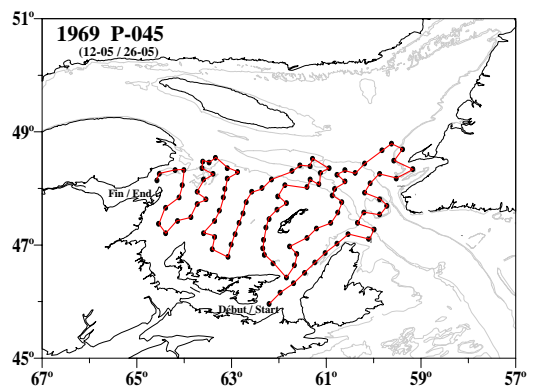 51º
1969 P-045
(12-05 / 26-05)
49º
Fin / End
47º
Début / Start
45º
67º 65º 63º 61º 59º 57º